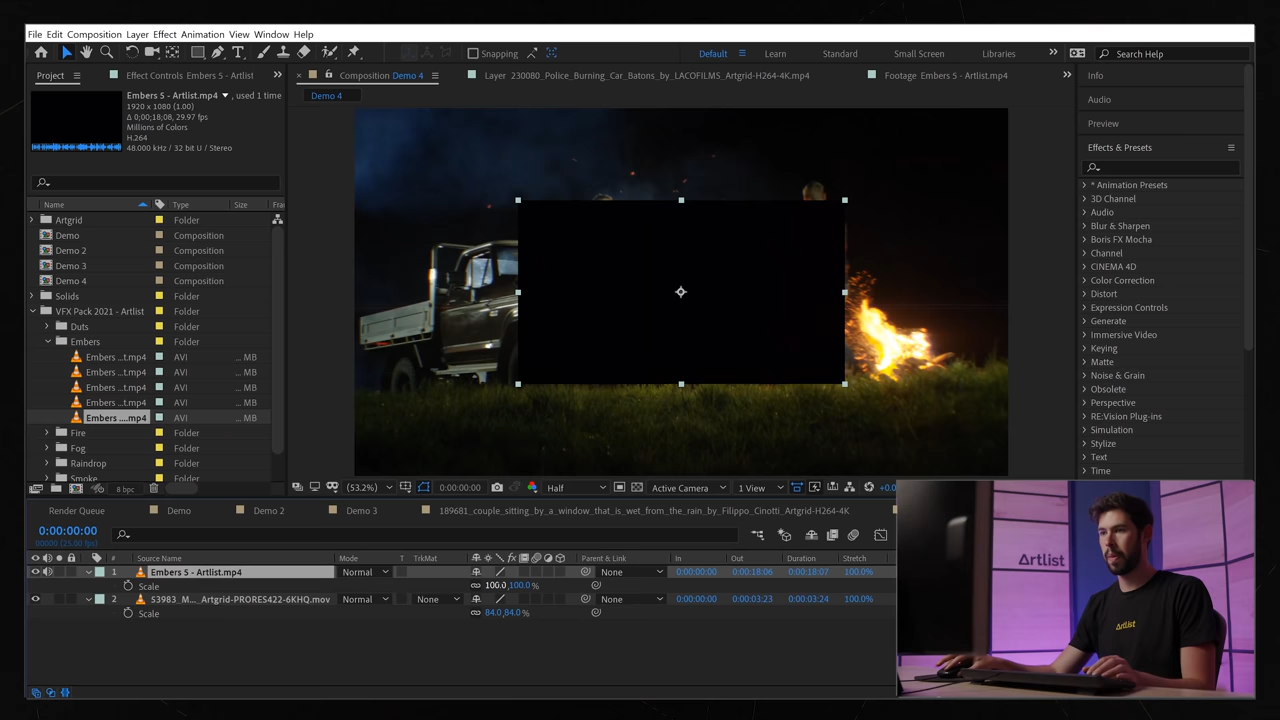 File Edit Composition Layer Effect Animation View Window Help
Snapping
Default
Learn
Standard
Small Screen
Libraries
Search Help
Project
Effect Controls Embers 5 - Artlist
Composition Demo 4
Layer 230080_Police_Burning_Car_Batons_by_LACOFILMS_Artgrid-H264-4K.mp4
Footage Embers 5 - Artlist.mp4
Info
Demo 4
Audio
Preview
Effects & Presets
Embers 5 - Artlist.mp4 , used 1 time
1920 x 1080 (1.00)
Δ 0;00;18;08, 29.97 fps
Millions of Colors
H.264
48.000 kHz / 32 bit U / Stereo
Name Type Size Fra
Artgrid Folder
Demo Composition
Demo 2 Composition
Demo 3 Composition
Demo 4 Composition
Solids Folder
VFX Pack 2021 - Artlist Folder
Duts Folder
Embers Folder
Embers ...t.mp4 AVI ... MB
Embers ...t.mp4 AVI ... MB
Embers ...t.mp4 AVI ... MB
Embers ...t.mp4 AVI ... MB
Embers ....mp4 AVI ... MB
Fire Folder
Fog Folder
Raindrop Folder
Smoke Folder
8 bpc
* Animation Presets
3D Channel
Audio
Blur & Sharpen
Boris FX Mocha
Channel
CINEMA 4D
Color Correction
Distort
Expression Controls
Generate
Immersive Video
Keying
Matte
Noise & Grain
Obsolete
Perspective
RE:Vision Plug-ins
Simulation
Stylize
Text
Time
(53.2%) 0:00:00:00 Half Active Camera 1 View +0.0
Render Queue
Demo
Demo 2
Demo 3
189681_couple_sitting_by_a_window_that_is_wet_from_the_rain_by_Filippo_Cinotti_Artgrid-H264-4K
0:00:00:00
00000 (25.00 fps)
# Source Name Mode T TrkMat Parent & Link In Out Duration Stretch
1 Embers 5 - Artlist.mp4 Normal None 0:00:00:00 0:00:18:06 0:00:18:07 100.0%
Scale 100.0,100.0 %
2 S3983_M... _Artgrid-PRORES422-6KHQ.mov Normal None None 0:00:00:00 0:00:03:23 0:00:03:24 100.0%
Scale 84.0,84.0 %
Artlist
Artlist